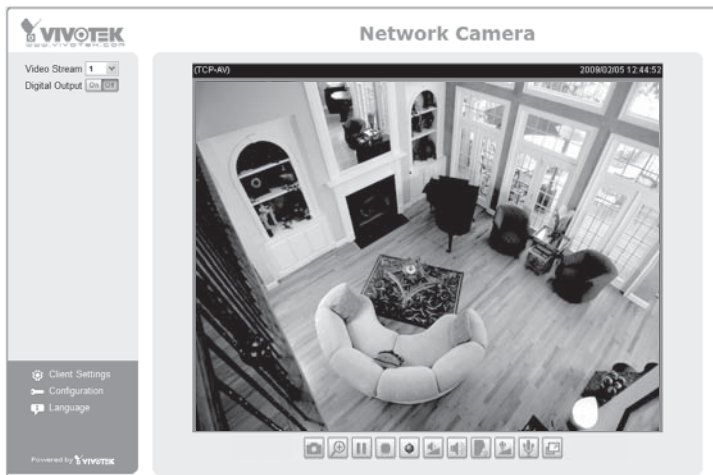 VIVOTEK
www.vivotek.com
Network Camera
Video Stream 1
Digital Output On Off
(TCP-AV) 2009/02/05 12:44:52
Client Settings
Configuration
Language
Powered by VIVOTEK